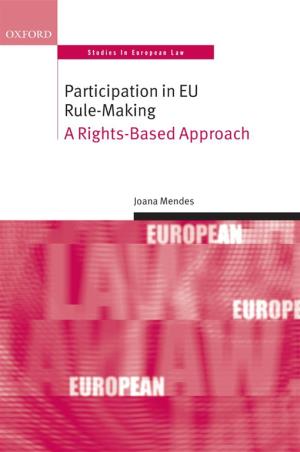 OXFORD
Studies in European Law
Participation in EU
Rule-Making
A Rights-Based Approach
Joana Mendes
EUROPEAN
LAW
LAW
EUROPEAN